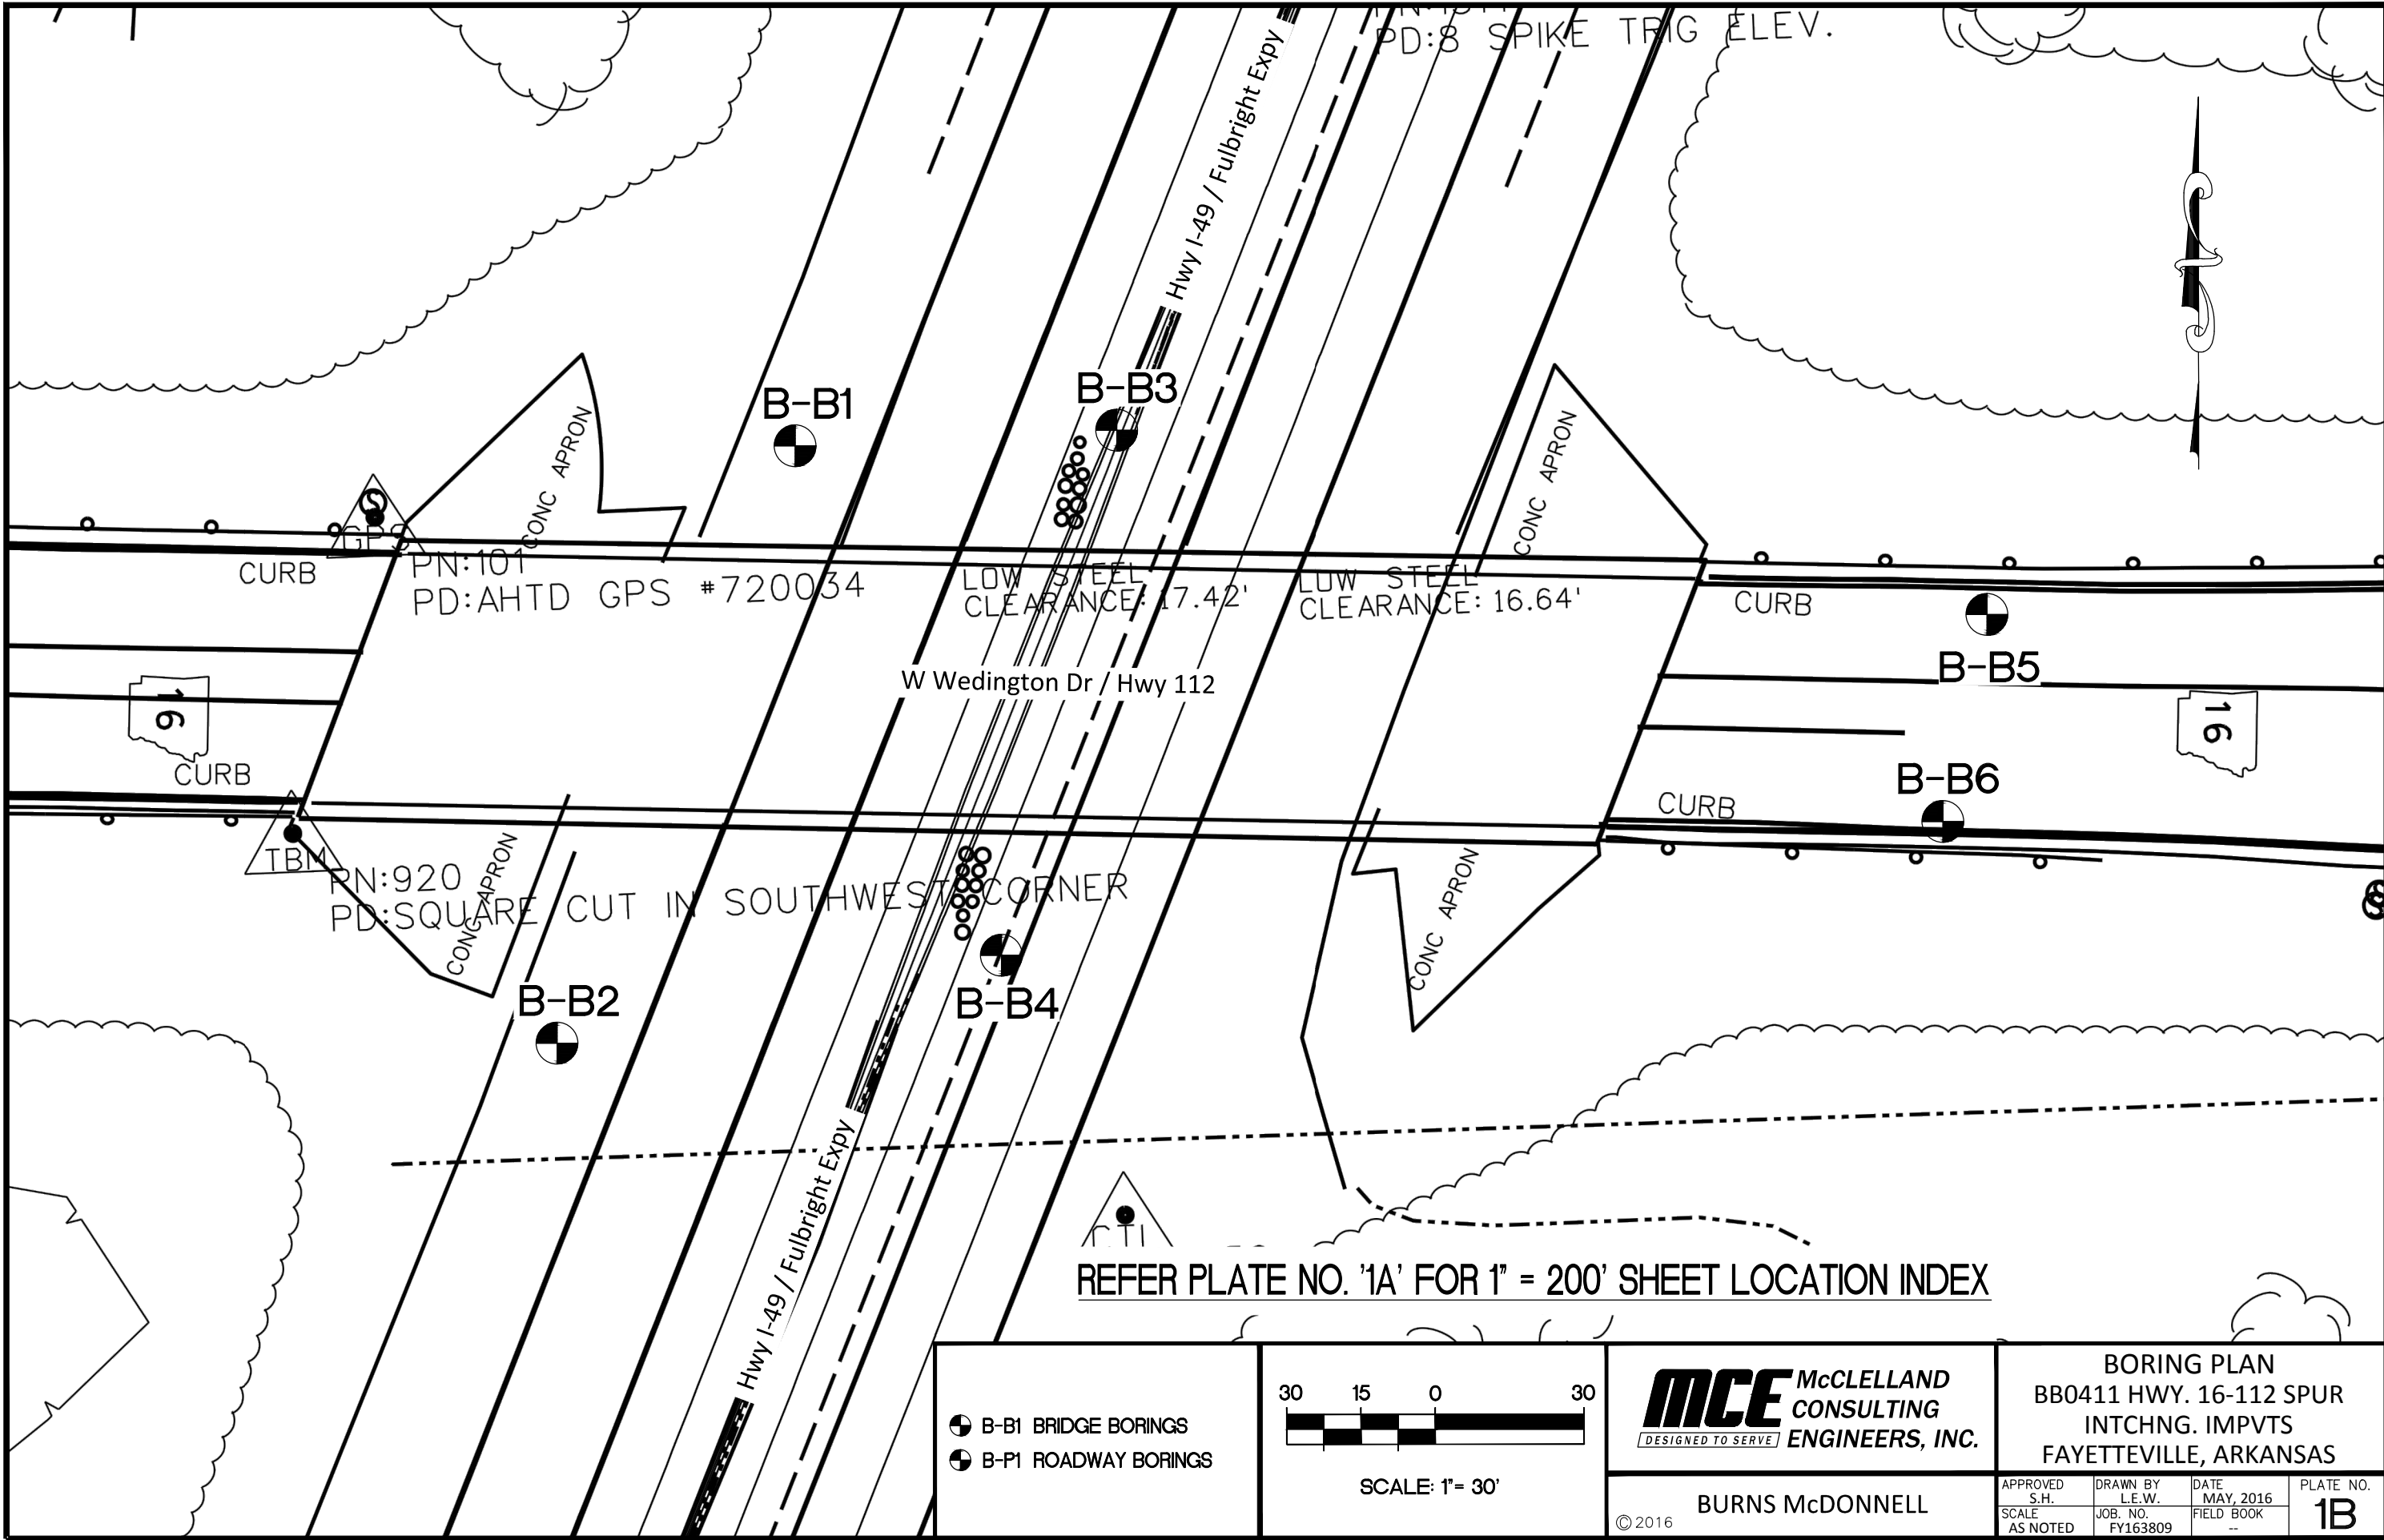 PD:8 SPIKE TRIG ELEV.
Hwy I-49 / Fulbright Expy
B-B1
B-B3
CONC APRON
CONC APRON
GPS
CURB
PN:101
PD:AHTD GPS #720034
LOW STEEL
CLEARANCE: 17.42'
LOW STEEL
CLEARANCE: 16.64'
CURB
B-B5
W Wedington Dr / Hwy 112
16
16
CURB
B-B6
CURB
TBM
PN:920
PD:SQUARE CUT IN SOUTHWEST CORNER
CONC APRON
CONC APRON
B-B2
B-B4
Hwy I-49 / Fulbright Expy
REFER PLATE NO. '1A' FOR 1" = 200' SHEET LOCATION INDEX
B-B1 BRIDGE BORINGS
B-P1 ROADWAY BORINGS
30 15 0 30
SCALE: 1"= 30'
MCE
DESIGNED TO SERVE
McCLELLAND
CONSULTING
ENGINEERS, INC.
©2016
BURNS McDONNELL
BORING PLAN
BB0411 HWY. 16-112 SPUR
INTCHNG. IMPVTS
FAYETTEVILLE, ARKANSAS
APPROVED
S.H.
DRAWN BY
L.E.W.
DATE
MAY, 2016
PLATE NO.
1B
SCALE
AS NOTED
JOB. NO.
FY163809
FIELD BOOK
--